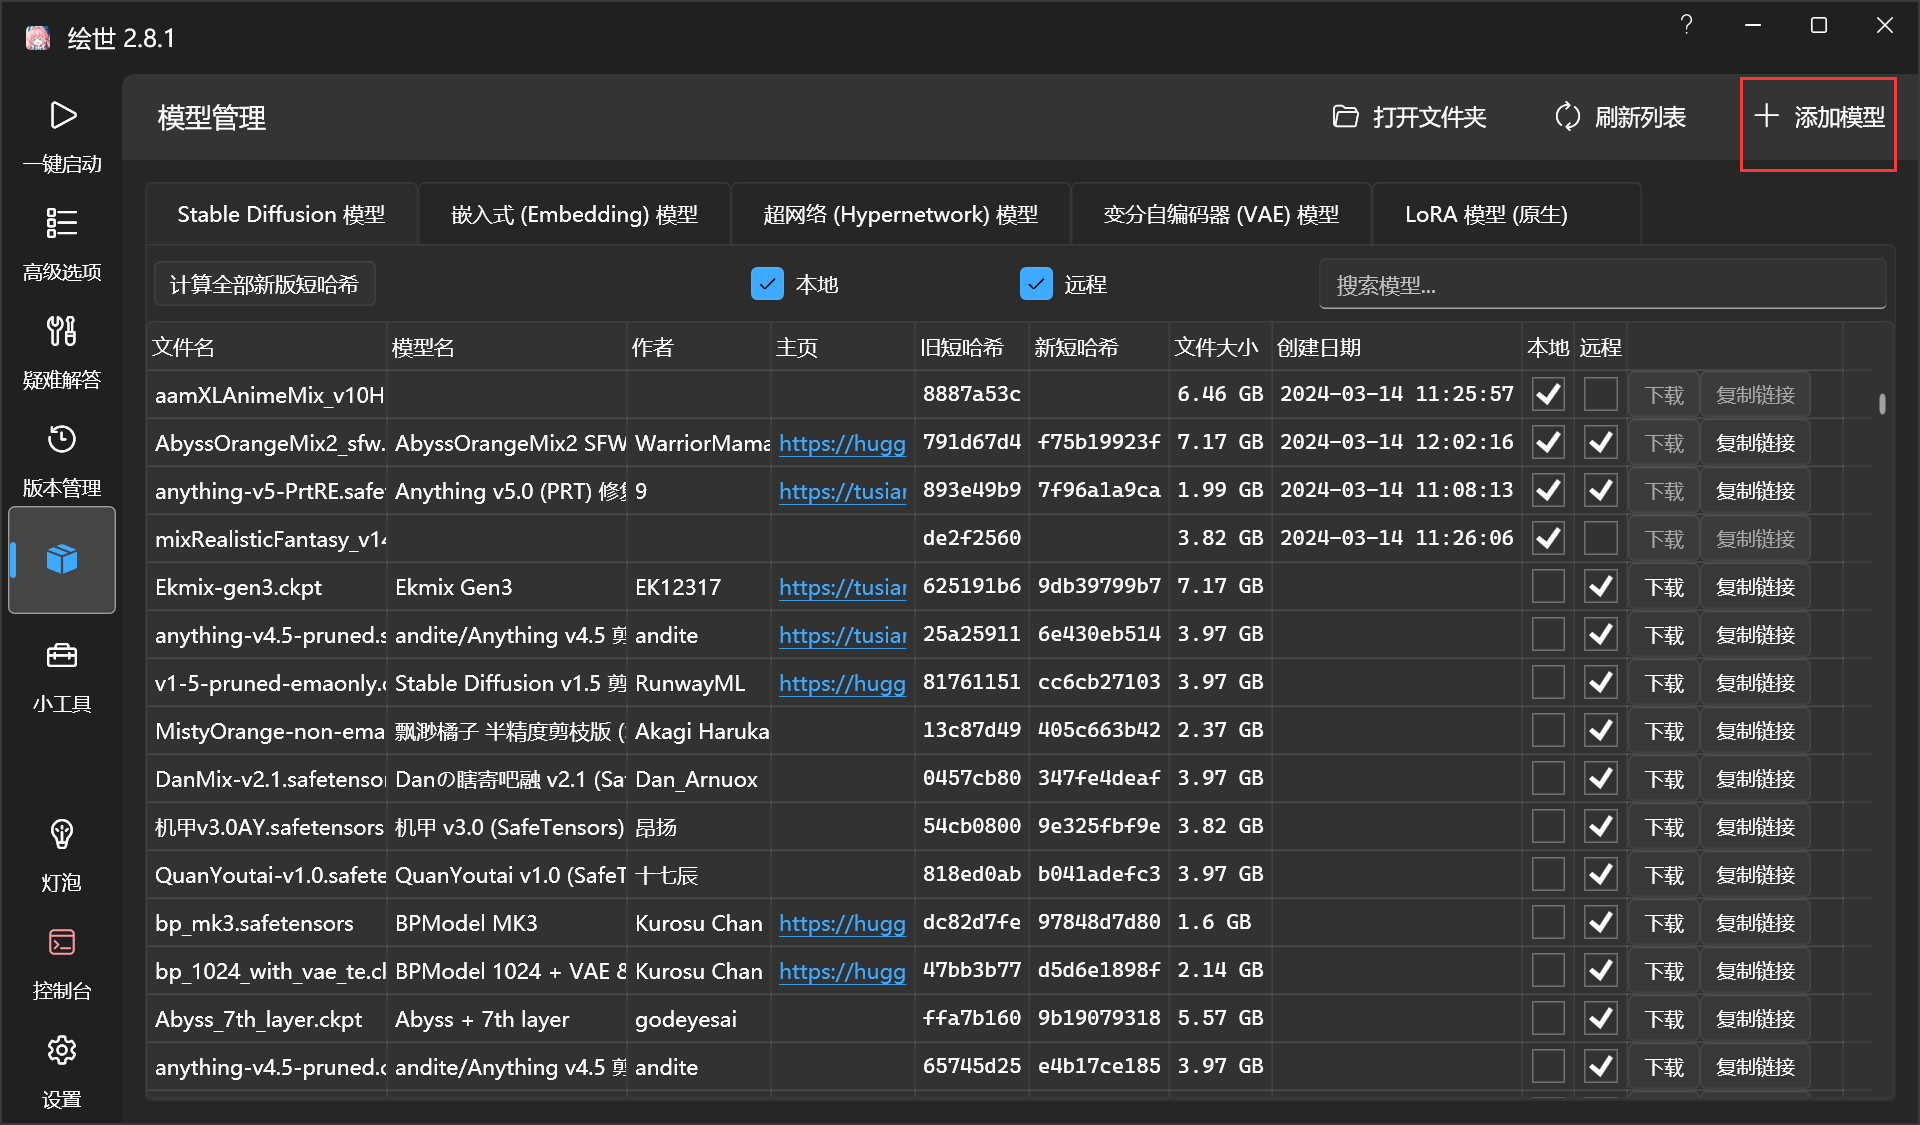 绘世 2.8.1
模型管理
打开文件夹
刷新列表
添加模型
一键启动
高级选项
疑难解答
版本管理
小工具
灯泡
控制台
设置
Stable Diffusion 模型
嵌入式 (Embedding) 模型
超网络 (Hypernetwork) 模型
变分自编码器 (VAE) 模型
LoRA 模型 (原生)
计算全部新版短哈希
本地
远程
搜索模型...
文件名 模型名 作者 主页 旧短哈希 新短哈希 文件大小 创建日期 本地 远程
aamXLAnimeMix_v10H 8887a53c 6.46 GB 2024-03-14 11:25:57 下载 复制链接
AbyssOrangeMix2_sfw. AbyssOrangeMix2 SFW WarriorMama https://hugg 791d67d4 f75b19923f 7.17 GB 2024-03-14 12:02:16 下载 复制链接
anything-v5-PrtRE.safe Anything v5.0 (PRT) 修 9 https://tusia 893e49b9 7f96a1a9ca 1.99 GB 2024-03-14 11:08:13 下载 复制链接
mixRealisticFantasy_v14 de2f2560 3.82 GB 2024-03-14 11:26:06 下载 复制链接
Ekmix-gen3.ckpt Ekmix Gen3 EK12317 https://tusia 625191b6 9db39799b7 7.17 GB 下载 复制链接
anything-v4.5-pruned.s andite/Anything v4.5 剪 andite https://tusia 25a25911 6e430eb514 3.97 GB 下载 复制链接
v1-5-pruned-emaonly.c Stable Diffusion v1.5 剪 RunwayML https://hugg 81761151 cc6cb27103 3.97 GB 下载 复制链接
MistyOrange-non-ema 飘渺橘子 半精度剪枝版 ( Akagi Haruka 13c87d49 405c663b42 2.37 GB 下载 复制链接
DanMix-v2.1.safetenso Danの瞎寄吧融 v2.1 (Sa Dan_Arnuox 0457cb80 347fe4deaf 3.97 GB 下载 复制链接
机甲v3.0AY.safetensors 机甲 v3.0 (SafeTensors) 昂扬 54cb0800 9e325fbf9e 3.82 GB 下载 复制链接
QuanYoutai-v1.0.safete QuanYoutai v1.0 (SafeT 十七辰 818ed0ab b041adefc3 3.97 GB 下载 复制链接
bp_mk3.safetensors BPModel MK3 Kurosu Chan https://hugg dc82d7fe 97848d7d80 1.6 GB 下载 复制链接
bp_1024_with_vae_te.c BPModel 1024 + VAE & Kurosu Chan https://hugg 47bb3b77 d5d6e1898f 2.14 GB 下载 复制链接
Abyss_7th_layer.ckpt Abyss + 7th layer godeyesai ffa7b160 9b19079318 5.57 GB 下载 复制链接
anything-v4.5-pruned.c andite/Anything v4.5 剪 andite 65745d25 e4b17ce185 3.97 GB 下载 复制链接